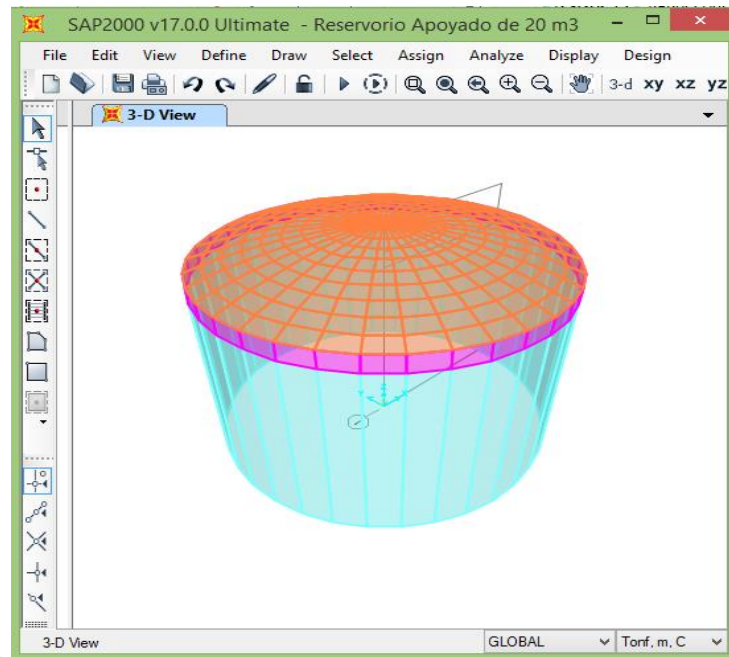 SAP2000 v17.0.0 Ultimate - Reservorio Apoyado de 20 m3
File Edit View Define Draw Select Assign Analyze Display Design
3-d xy xz yz
3-D View
3-D View GLOBAL Tonf, m, C